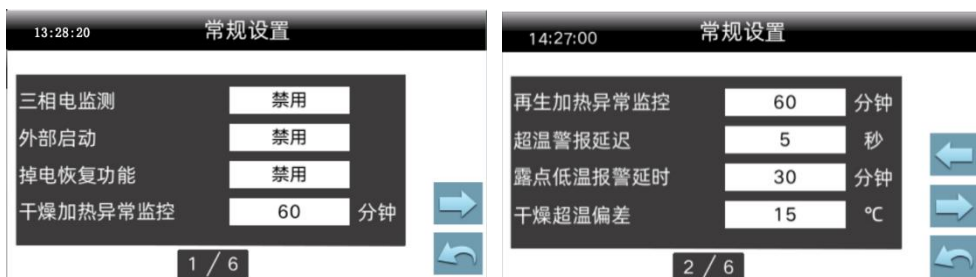 13:28:20 常规设置
三相电监测 禁用
外部启动 禁用
掉电恢复功能 禁用
干燥加热异常监控 60 分钟
1 / 6
14:27:00 常规设置
再生加热异常监控 60 分钟
超温警报延迟 5 秒
露点低温报警延时 30 分钟
干燥超温偏差 15 ℃
2 / 6